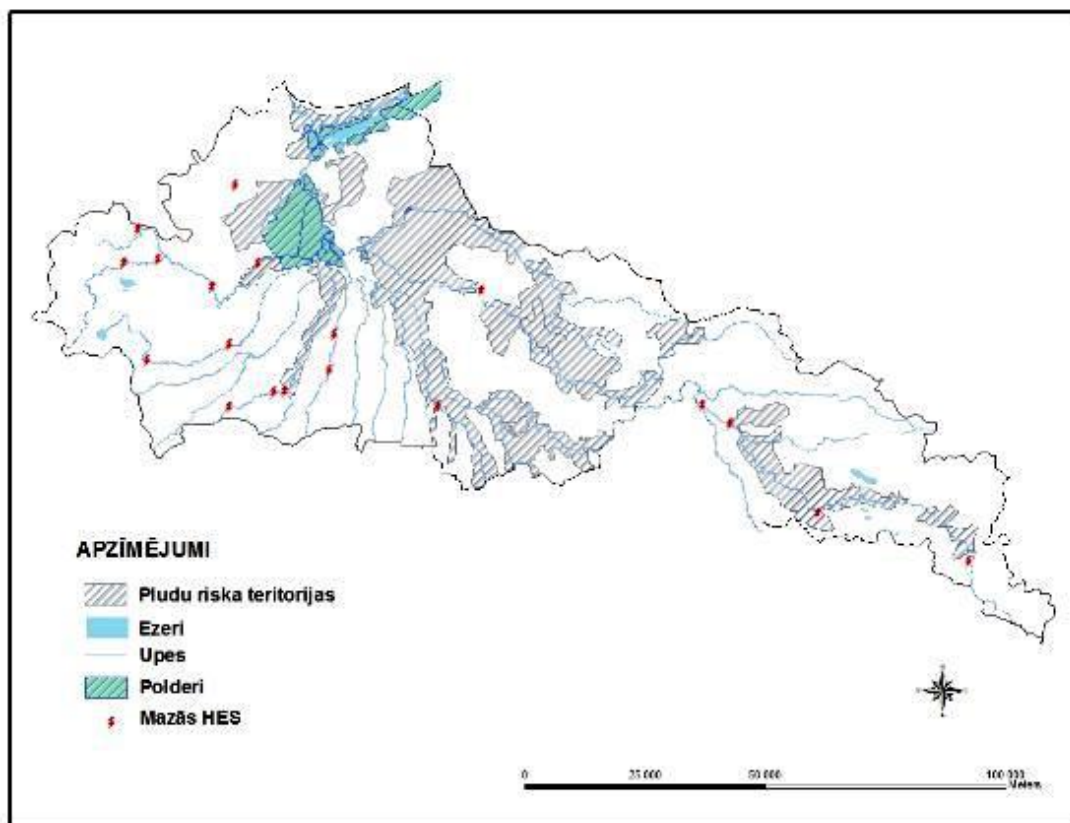 APZĪMĒJUMI
Pludu riska teritorijas
Ezeri
Upes
Polderi
Mazās HES
0 25 000 50 000 100 000
Meters